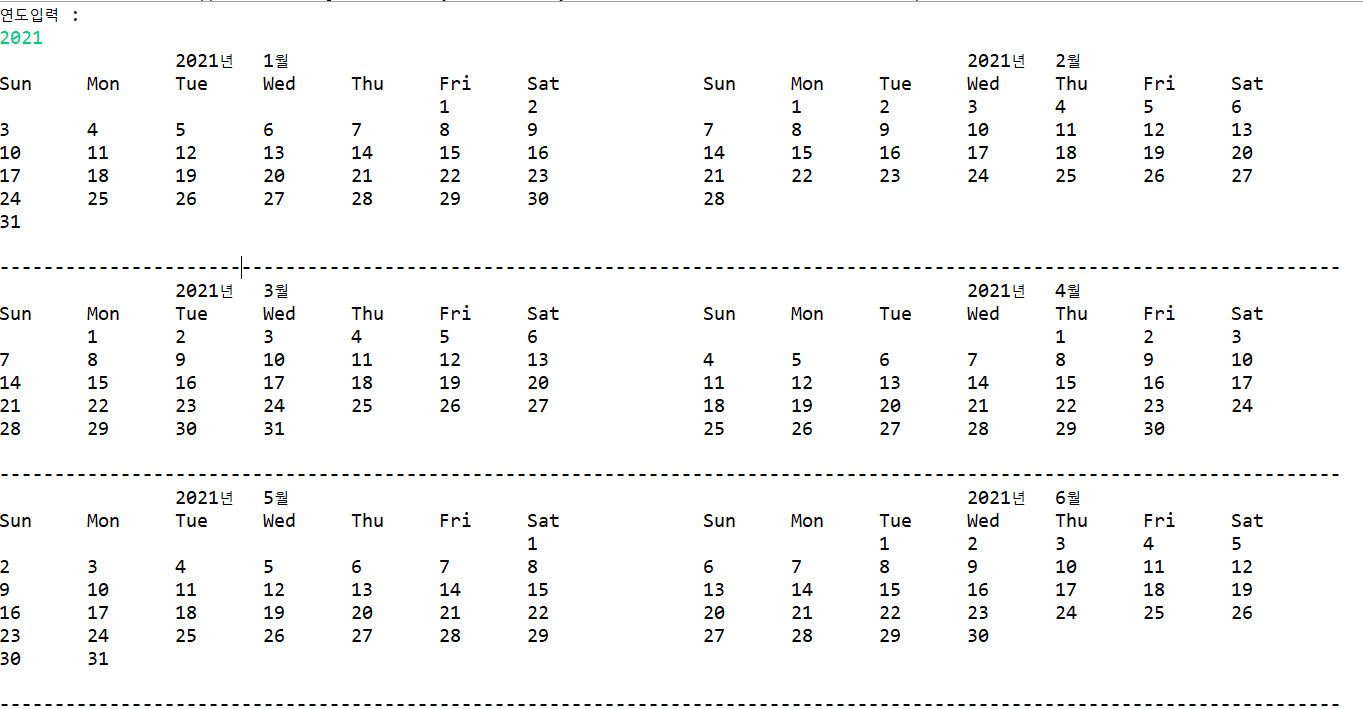 연도입력 :
2021
2021년 1월 2021년 2월
Sun Mon Tue Wed Thu Fri Sat Sun Mon Tue Wed Thu Fri Sat
1 2 1 2 3 4 5 6
3 4 5 6 7 8 9 7 8 9 10 11 12 13
10 11 12 13 14 15 16 14 15 16 17 18 19 20
17 18 19 20 21 22 23 21 22 23 24 25 26 27
24 25 26 27 28 29 30 28
31
--------------------------------------------------------------------------------------------------------------------------
2021년 3월 2021년 4월
Sun Mon Tue Wed Thu Fri Sat Sun Mon Tue Wed Thu Fri Sat
1 2 3 4 5 6 1 2 3
7 8 9 10 11 12 13 4 5 6 7 8 9 10
14 15 16 17 18 19 20 11 12 13 14 15 16 17
21 22 23 24 25 26 27 18 19 20 21 22 23 24
28 29 30 31 25 26 27 28 29 30
--------------------------------------------------------------------------------------------------------------------------
2021년 5월 2021년 6월
Sun Mon Tue Wed Thu Fri Sat Sun Mon Tue Wed Thu Fri Sat
1 1 2 3 4 5
2 3 4 5 6 7 8 6 7 8 9 10 11 12
9 10 11 12 13 14 15 13 14 15 16 17 18 19
16 17 18 19 20 21 22 20 21 22 23 24 25 26
23 24 25 26 27 28 29 27 28 29 30
30 31
--------------------------------------------------------------------------------------------------------------------------